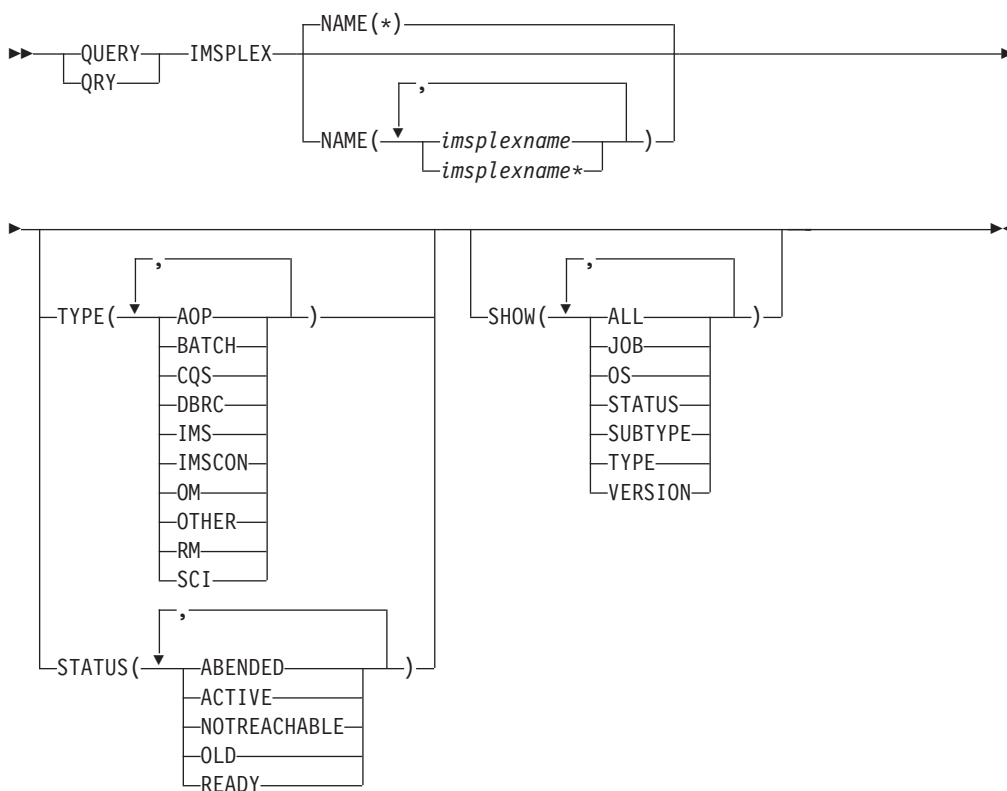 NAME(*)
QUERY IMSPLEX
QRY
,
NAME( imsplexname )
imsplexname*
, ,
TYPE( AOP ) SHOW( ALL )
BATCH JOB
CQS OS
DBRC STATUS
IMS SUBTYPE
IMSCON TYPE
OM VERSION
OTHER
RM
SCI
,
STATUS( ABENDED )
ACTIVE
NOTREACHABLE
OLD
READY